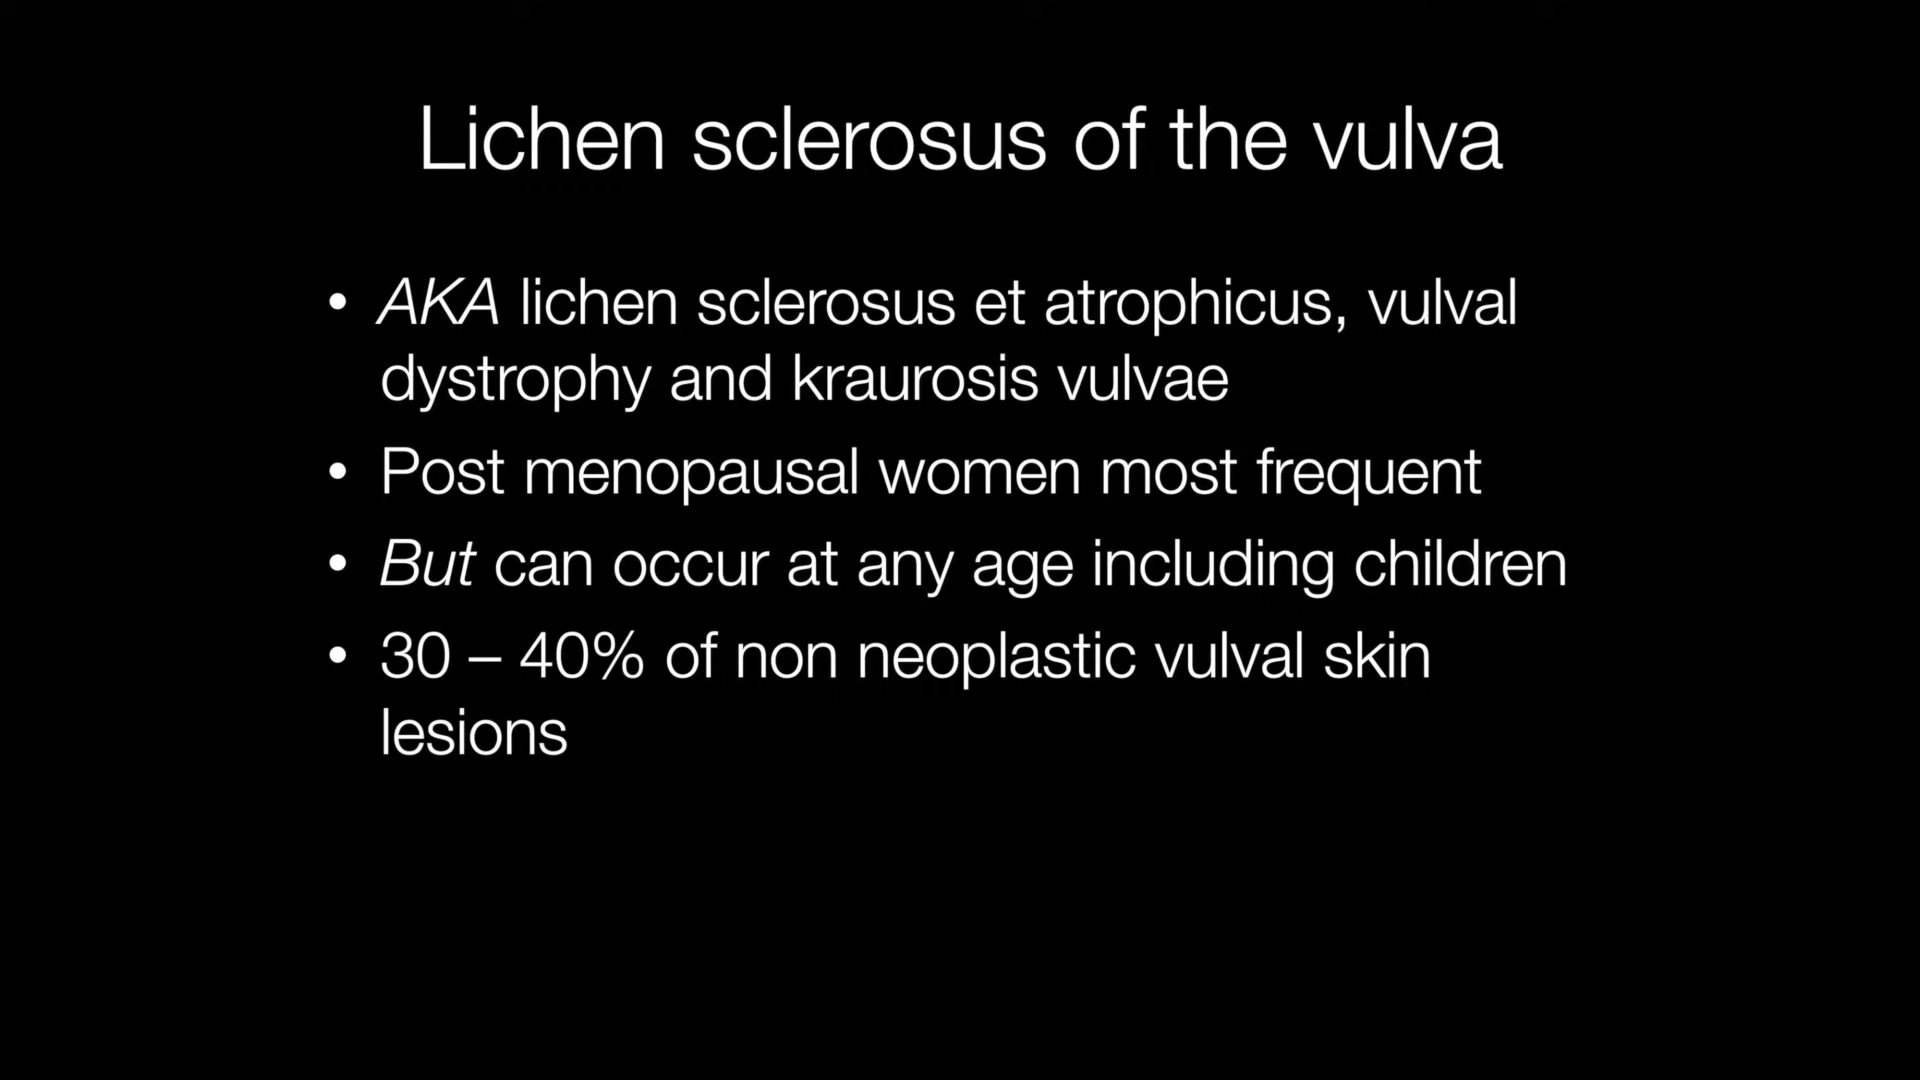 Lichen sclerosus of the vulva
• AKA lichen sclerosus et atrophicus, vulval
dystrophy and kraurosis vulvae
• Post menopausal women most frequent
• But can occur at any age including children
• 30 – 40% of non neoplastic vulval skin
lesions